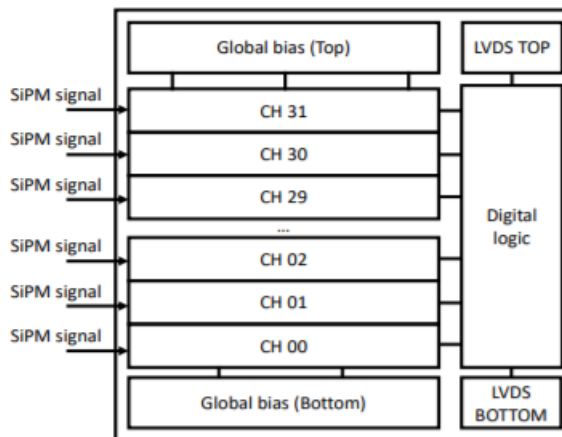 Global bias (Top)
LVDS TOP
SiPM signal
CH 31
SiPM signal
CH 30
SiPM signal
CH 29
...
Digital
logic
SiPM signal
CH 02
SiPM signal
CH 01
SiPM signal
CH 00
Global bias (Bottom)
LVDS
BOTTOM